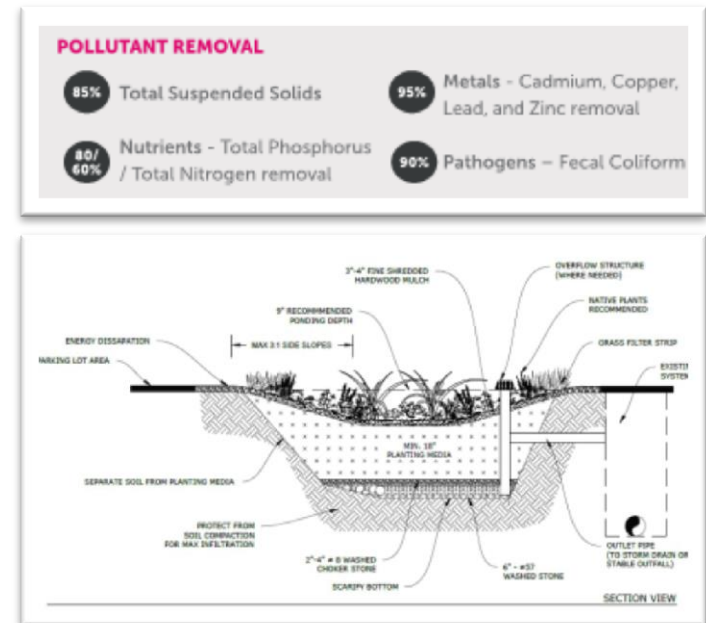 POLLUTANT REMOVAL
85%
Total Suspended Solids
95%
Metals - Cadmium, Copper,
Lead, and Zinc removal
80/
60%
Nutrients - Total Phosphorus
/ Total Nitrogen removal
90%
Pathogens – Fecal Coliform
3"-4" FINE SHREDDED
HARDWOOD MULCH
OVERFLOW STRUCTURE
(WHERE NEEDED)
9" RECOMMMENDED
PONDING DEPTH
NATIVE PLANTS
RECOMMENDED
ENERGY DISSAPATION
MAX 3:1 SIDE SLOPES
GRASS FILTER STRIP
PARKING LOT AREA
EXISTIN
SYSTEM
MIN. 18"
PLANTING MEDIA
SEPARATE SOIL FROM PLANTING MEDIA
PROTECT FROM
SOIL COMPACTION
FOR MAX INFILTRATION
2"-4" # 8 WASHED
CHOKER STONE
SCARIFY BOTTOM
6" - #57
WASHED STONE
OUTLET PIPE
(TO STORM DRAIN OR
STABLE OUTFALL)
SECTION VIEW